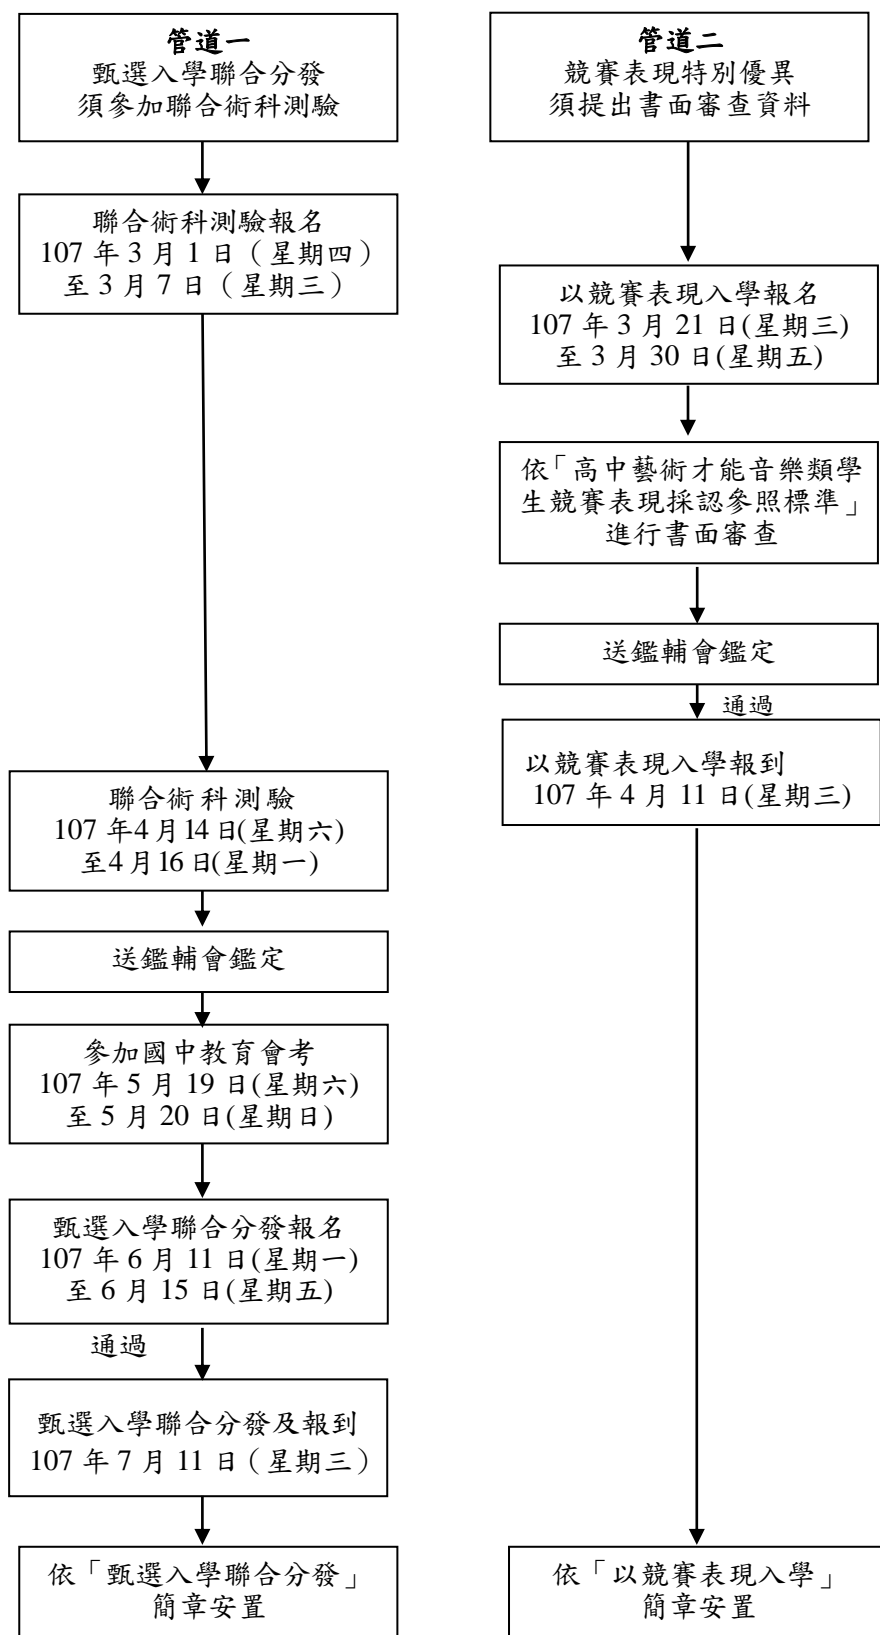 管道一
甄選入學聯合分發
須參加聯合術科測驗
聯合術科測驗報名
107 年 3 月 1 日（星期四）
至 3 月 7 日（星期三）
聯合術科測驗
107 年4 月14 日(星期六)
至4 月16 日(星期一)
送鑑輔會鑑定
參加國中教育會考
107 年 5 月 19 日(星期六)
至 5 月 20 日(星期日)
甄選入學聯合分發報名
107 年 6 月 11 日(星期一)
至 6 月 15 日(星期五)
通過
甄選入學聯合分發及報到
107 年 7 月 11 日（星期三）
依「甄選入學聯合分發」
簡章安置
管道二
競賽表現特別優異
須提出書面審查資料
以競賽表現入學報名
107 年 3 月 21 日(星期三)
至 3 月 30 日(星期五)
依「高中藝術才能音樂類學
生競賽表現採認參照標準」
進行書面審查
送鑑輔會鑑定
通過
以競賽表現入學報到
107 年 4 月 11 日(星期三)
依「以競賽表現入學」
簡章安置